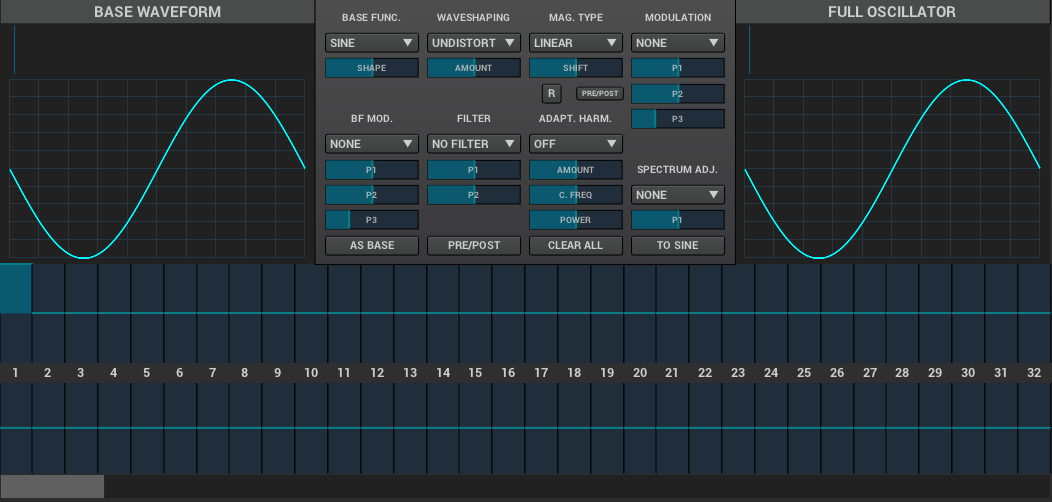 BASE WAVEFORM
BASE FUNC. WAVESHAPING MAG. TYPE MODULATION
FULL OSCILLATOR
SINE UNDISTORT LINEAR NONE
SHAPE AMOUNT SHIFT P1
R PRE/POST P2
BF MOD. FILTER ADAPT. HARM. P3
NONE NO FILTER OFF
P1 P1 AMOUNT SPECTRUM ADJ.
P2 P2 C. FREQ NONE
P3 POWER P1
AS BASE PRE/POST CLEAR ALL TO SINE
1 2 3 4 5 6 7 8 9 10 11 12 13 14 15 16 17 18 19 20 21 22 23 24 25 26 27 28 29 30 31 32